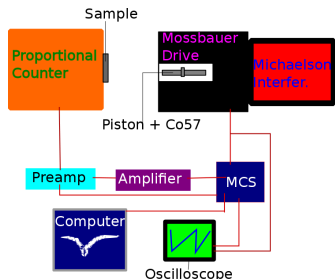 Sample
Mossbauer
Drive
Proportional
Counter
Michaelson
Interfer.
Piston + Co57
Preamp
Amplifier
MCS
Computer
Oscilloscope